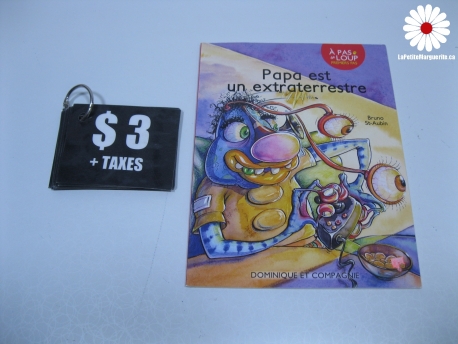 LaPetiteMarguerite.ca
$ 3
+ TAXES
À PAS
DE LOUP
Papa est
un extraterrestre
Bruno
St-Aubin
DOMINIQUE ET COMPAGNIE